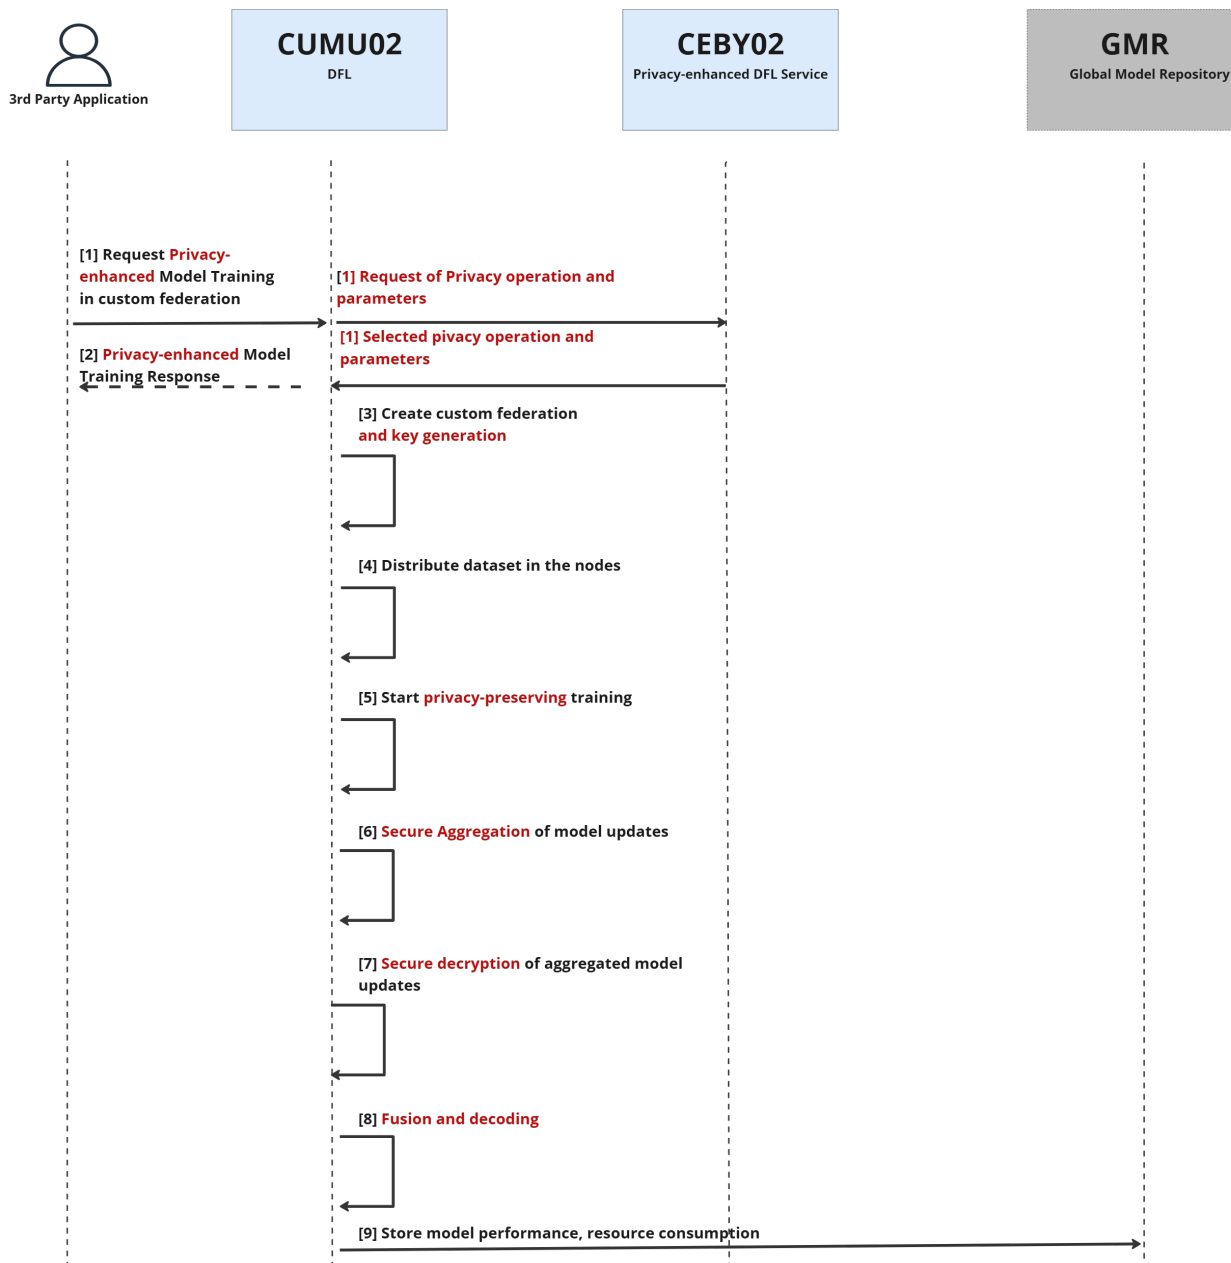 CUMU02
DFL
CEBY02
Privacy-enhanced DFL Service
GMR
Global Model Repository
3rd Party Application
[1] Request Privacy-
enhanced Model Training
in custom federation
[1] Request of Privacy operation and
parameters
[1] Selected pivacy operation and
parameters
[2] Privacy-enhanced Model
Training Response
[3] Create custom federation
and key generation
[4] Distribute dataset in the nodes
[5] Start privacy-preserving training
[6] Secure Aggregation of model updates
[7] Secure decryption of aggregated model
updates
[8] Fusion and decoding
[9] Store model performance, resource consumption